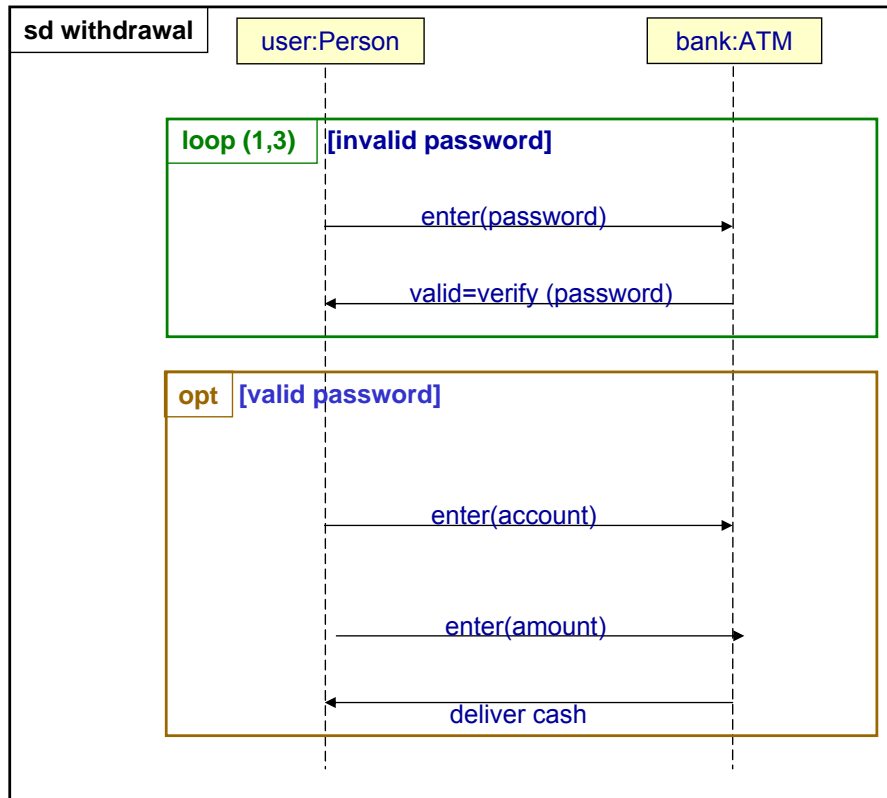 sd withdrawal
user:Person
bank:ATM
loop (1,3) [invalid password]
enter(password)
valid=verify (password)
opt [valid password]
enter(account)
enter(amount)
deliver cash